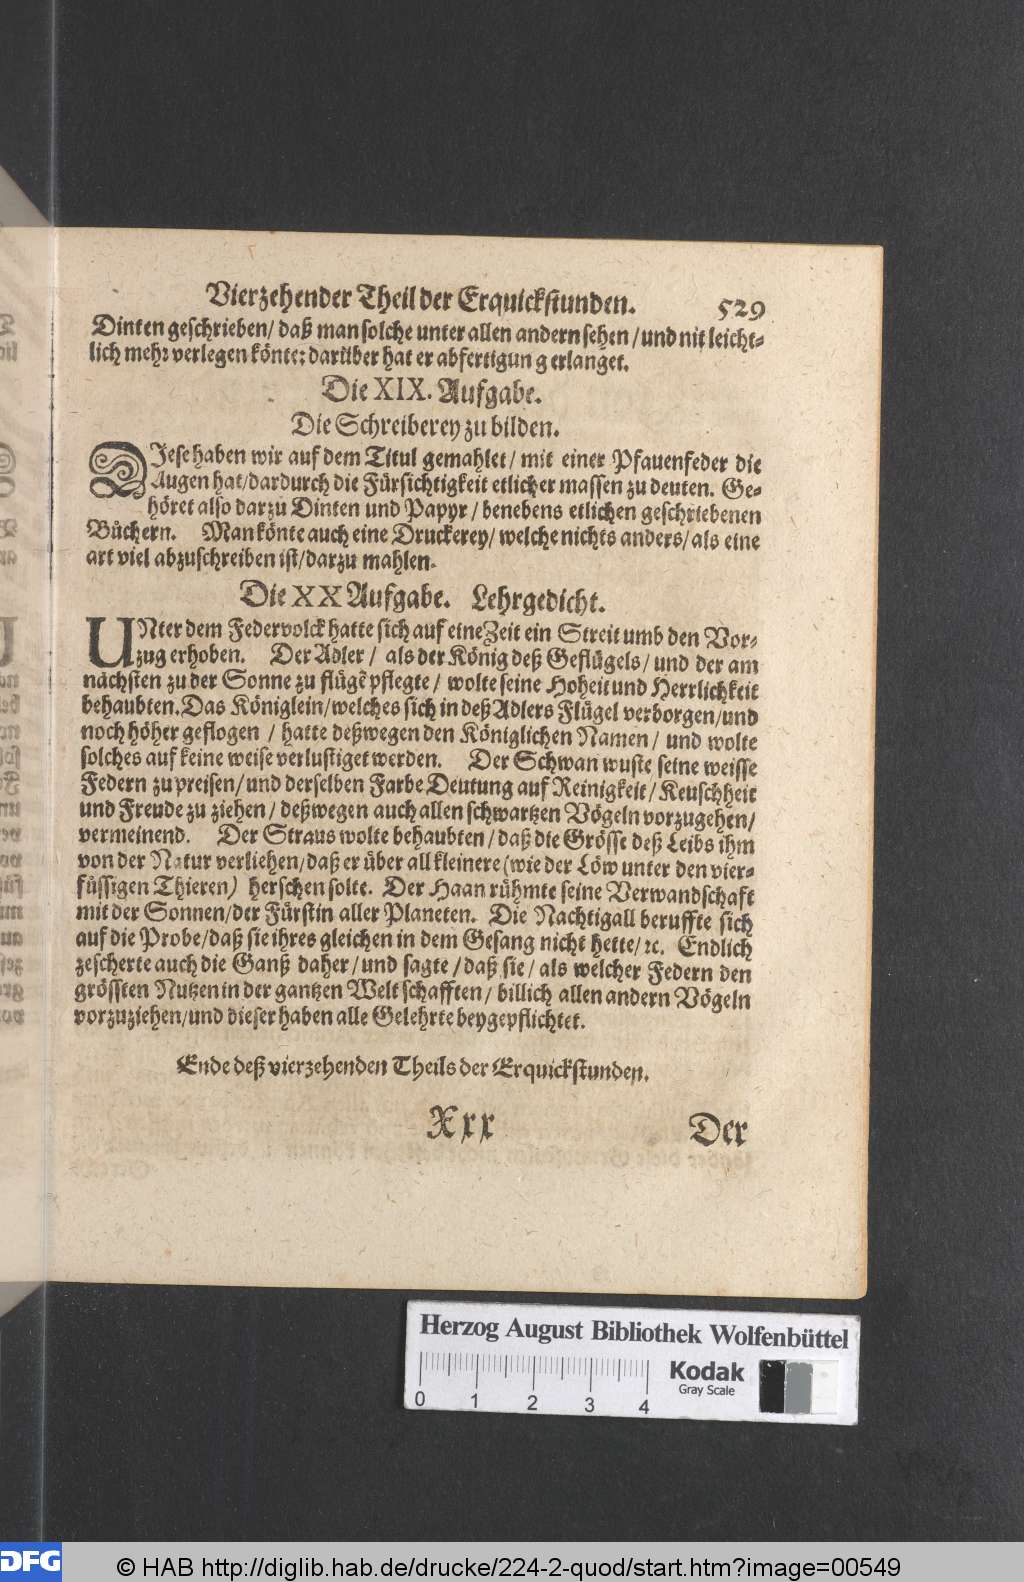 Vierzehender Theil der Erquickstunden. 529
Dinten geschrieben/ daß man solche unter allen andern sehen/ und nit leicht-
lich mehr verlegen könte: darüber hat er abfertigung erlanget.
Die XIX. Aufgabe.
Die Schreiberey zu bilden.
DIese haben wir auf dem Titul gemahlet/ mit einer Pfauenfeder die
Augen hat/ dardurch die Fürsichtigkeit etlicher massen zu deuten. Ge-
höret also darzu Dinten und Papyr/ benebens etlichen geschriebenen
Büchern. Man könte auch eine Druckerey/ welche nichts anders/ als eine
art viel abzuschreiben ist/ darzu mahlen.
Die XX Aufgabe. Lehrgedicht.
UNter dem Federvolck hatte sich auf eine Zeit ein Streit umb den Vor-
zug erhoben. Der Adler/ als der König deß Geflügels/ und der am
nächsten zu der Sonne zu flügẽ pflegte/ wolte seine Hoheit und Herrlichkeit
behaubten. Das Königlein/ welches sich in deß Adlers Flügel verborgen/ und
noch höher geflogen/ hatte deßwegen den Königlichen Namen/ und wolte
solches auf keine weise verlustiget werden. Der Schwan wuste seine weisse
Federn zu preisen/ und derselben Farbe Deutung auf Reinigkeit/ Keuschheit
und Freude zu ziehen/ deßwegen auch allen schwartzen Vögeln vorzugehen/
vermeinend. Der Straus wolte behaubten/ daß die Grösse deß Leibs ihm
von der Natur verliehen/ daß er über all kleinere (wie der Löw unter den vier-
füssigen Thieren) herschen solte. Der Haan rühmte seine Verwandschaft
mit der Sonnen/ der Fürstin aller Planeten. Die Nachtigall beruffte sich
auf die Probe/ daß sie ihres gleichen in dem Gesang nicht hette/ ꝛc. Endlich
zescherte auch die Ganß daher/ und sagte/ daß sie/ als welcher Federn den
grössten Nutzen in der gantzen Welt schafften/ billich allen andern Vögeln
vorzuziehen/ und dieser haben alle Gelehrte beygepflichtet.
Ende deß vierzehenden Theils der Erquickstunden.
Xxx Der
Herzog August Bibliothek Wolfenbüttel
Kodak
Gray Scale
0 1 2 3 4
DFG © HAB http://diglib.hab.de/drucke/224-2-quod/start.htm?image=00549